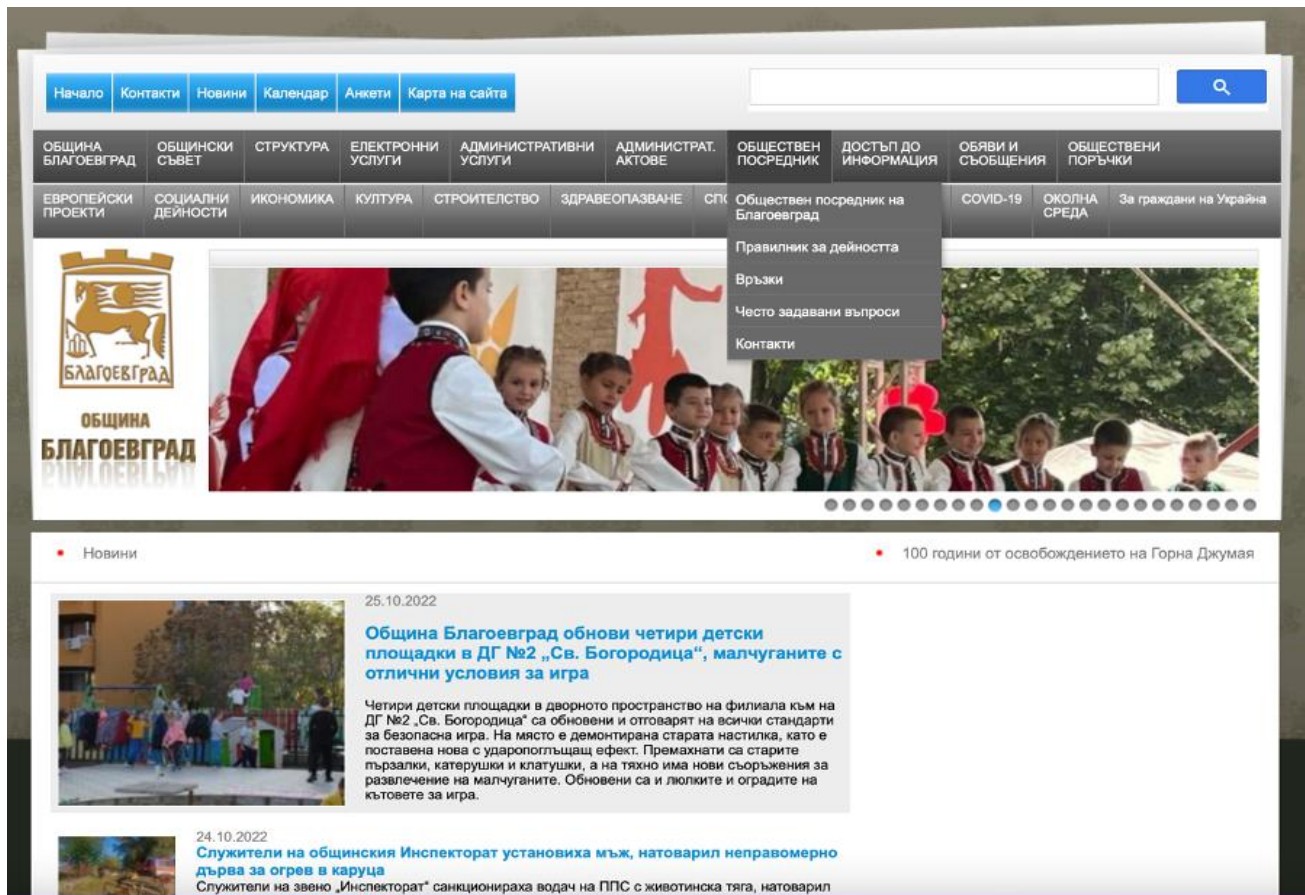 Начало Контакти Новини Календар Анкети Карта на сайта
ОБЩИНА БЛАГОЕВГРАД
ОБЩИНСКИ СЪВЕТ
СТРУКТУРА
ЕЛЕКТРОННИ УСЛУГИ
АДМИНИСТРАТИВНИ УСЛУГИ
АДМИНИСТРАТ. АКТОВЕ
ОБЩЕСТВЕН ПОСРЕДНИК
ДОСТЪП ДО ИНФОРМАЦИЯ
ОБЯВИ И СЪОБЩЕНИЯ
ОБЩЕСТВЕНИ ПОРЪЧКИ
ЕВРОПЕЙСКИ ПРОЕКТИ
СОЦИАЛНИ ДЕЙНОСТИ
ИКОНОМИКА
КУЛТУРА
СТРОИТЕЛСТВО
ЗДРАВЕОПАЗВАНЕ
COVID-19
ОКОЛНА СРЕДА
За граждани на Украйна
Обществен посредник на
Благоевград
Правилник за дейността
Връзки
Често задавани въпроси
Контакти
БЛАГОЕВГРАД
ОБЩИНА
БЛАГОЕВГРАД
Новини
100 години от освобождението на Горна Джумая
25.10.2022
Община Благоевград обнови четири детски
площадки в ДГ №2 „Св. Богородица“, малчуганите с
отлични условия за игра
Четири детски площадки в дворното пространство на филиала към на
ДГ №2 „Св. Богородица“ са обновени и отговарят на всички стандарти
за безопасна игра. На място е демонтирана старата настилка, като е
поставена нова с удароопоглъщащ ефект. Премахнати са старите
пързалки, катерушки и клатушки, а на тяхно има нови съоръжения за
развлечение на малчуганите. Обновени са и люлките и оградите на
кътовете за игра.
24.10.2022
Служители на общинския Инспекторат установиха мъж, натоварил неправомерно
дърва за огрев в каруца
Служители на звено „Инспекторат“ санкционираха водач на ППС с животинска тяга, натоварил